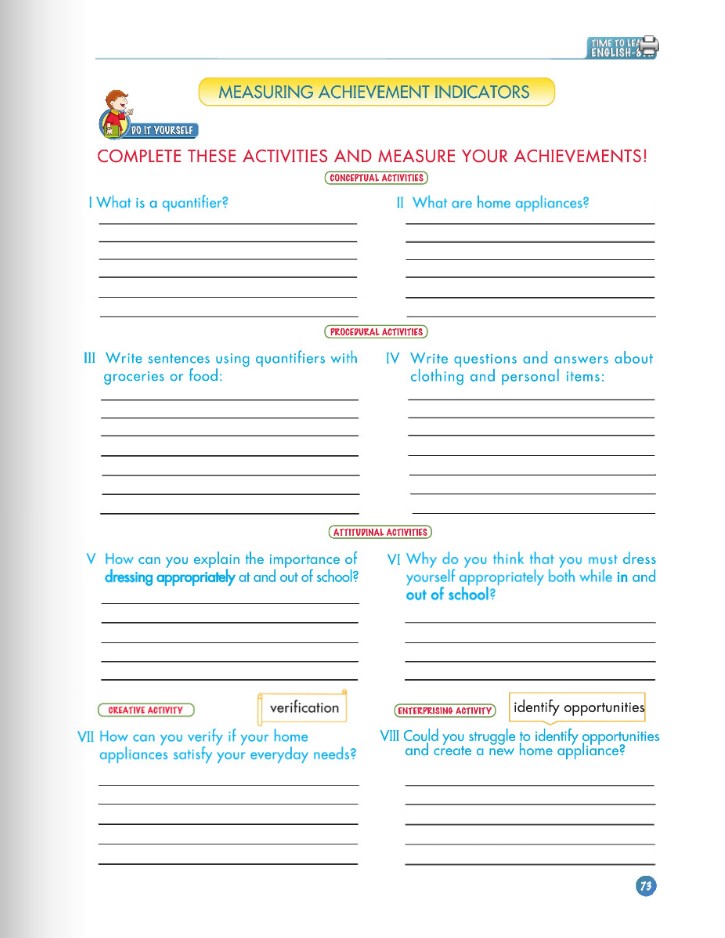 TIME TO LEA
ENGLISH-8
MEASURING ACHIEVEMENT INDICATORS
DO IT YOURSELF
COMPLETE THESE ACTIVITIES AND MEASURE YOUR ACHIEVEMENTS!
CONCEPTUAL ACTIVITIES
I What is a quantifier?
II What are home appliances?
PROCEDURAL ACTIVITIES
III Write sentences using quantifiers with
groceries or food:
IV Write questions and answers about
clothing and personal items:
ATTITUDINAL ACTIVITIES
V How can you explain the importance of
dressing appropriately at and out of school?
VI Why do you think that you must dress
yourself appropriately both while in and
out of school?
CREATIVE ACTIVITY
verification
VII How can you verify if your home
appliances satisfy your everyday needs?
ENTERPRISING ACTIVITY
identify opportunities
VIII Could you struggle to identify opportunities
and create a new home appliance?
73